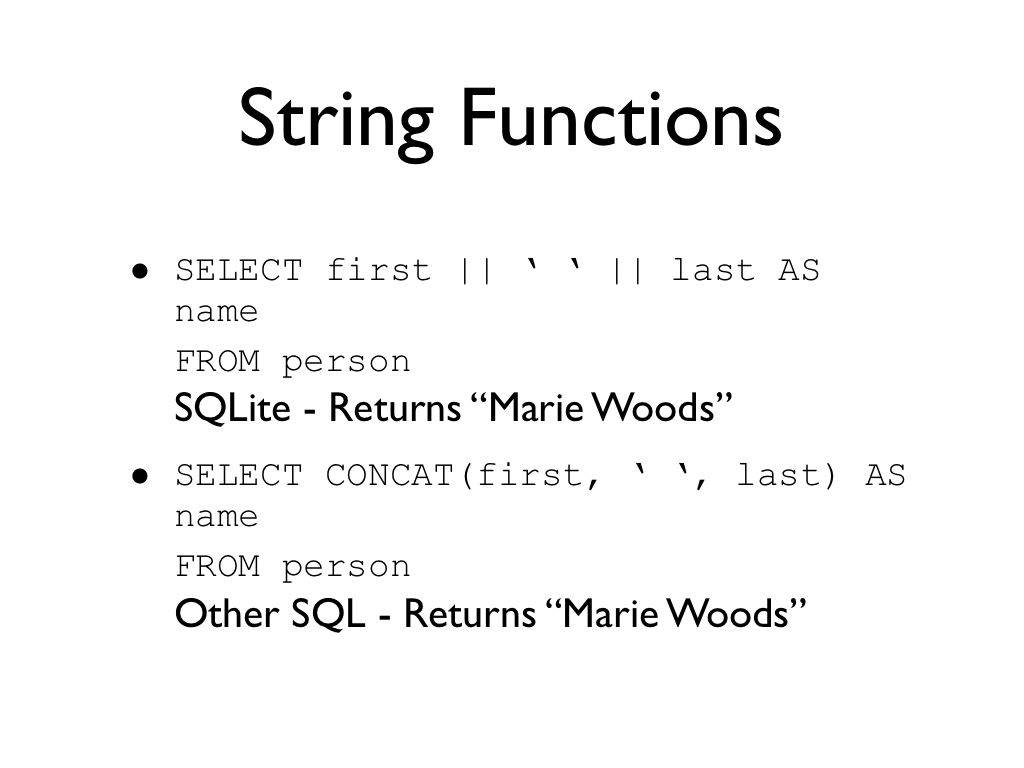 String Functions
• SELECT first || ‘ ‘ || last AS
name
FROM person
SQLite - Returns “Marie Woods”
• SELECT CONCAT(first, ‘ ‘, last) AS
name
FROM person
Other SQL - Returns “Marie Woods”